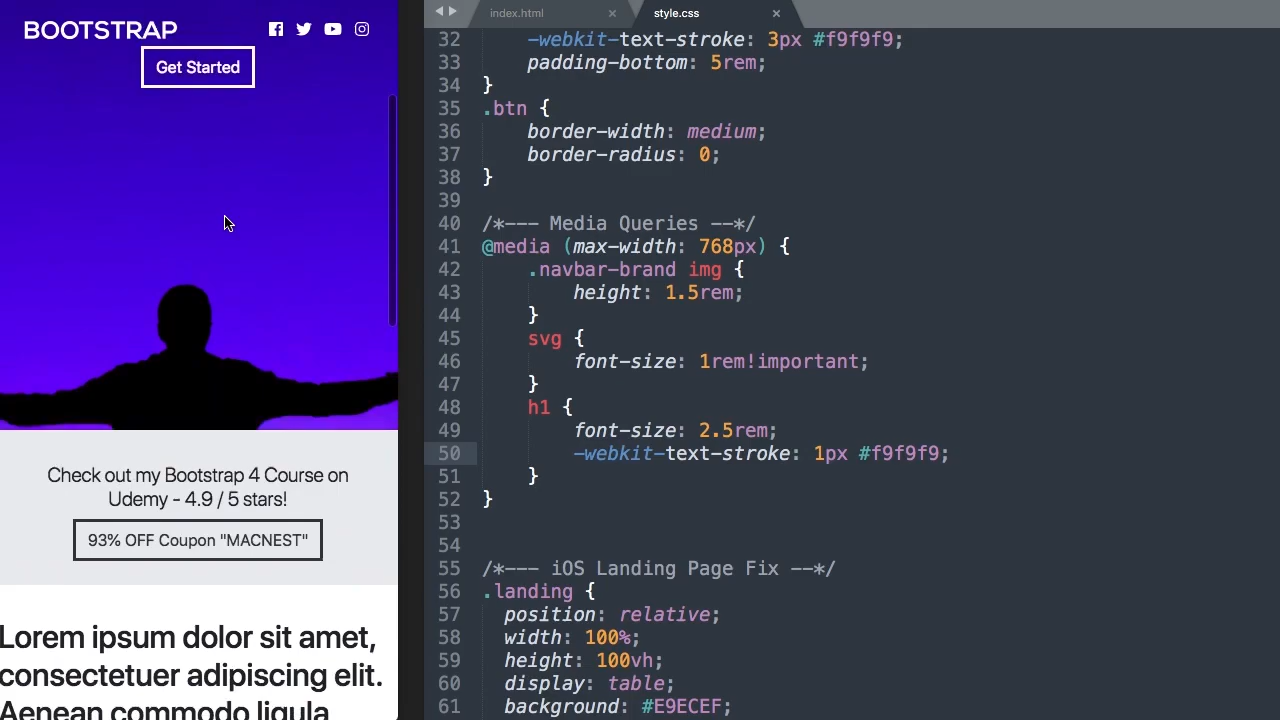 BOOTSTRAP
Get Started
Check out my Bootstrap 4 Course on
Udemy - 4.9 / 5 stars!
93% OFF Coupon "MACNEST"
Lorem ipsum dolor sit amet,
consectetuer adipiscing elit.
Aenean commodo ligula
index.html
style.css
32 -webkit-text-stroke: 3px #f9f9f9;
33 padding-bottom: 5rem;
34 }
35 .btn {
36 border-width: medium;
37 border-radius: 0;
38 }
39
40 /*--- Media Queries --*/
41 @media (max-width: 768px) {
42 .navbar-brand img {
43 height: 1.5rem;
44 }
45 svg {
46 font-size: 1rem!important;
47 }
48 h1 {
49 font-size: 2.5rem;
50 -webkit-text-stroke: 1px #f9f9f9;
51 }
52 }
53
54
55 /*--- iOS Landing Page Fix --*/
56 .landing {
57 position: relative;
58 width: 100%;
59 height: 100vh;
60 display: table;
61 background: #E9ECEF;